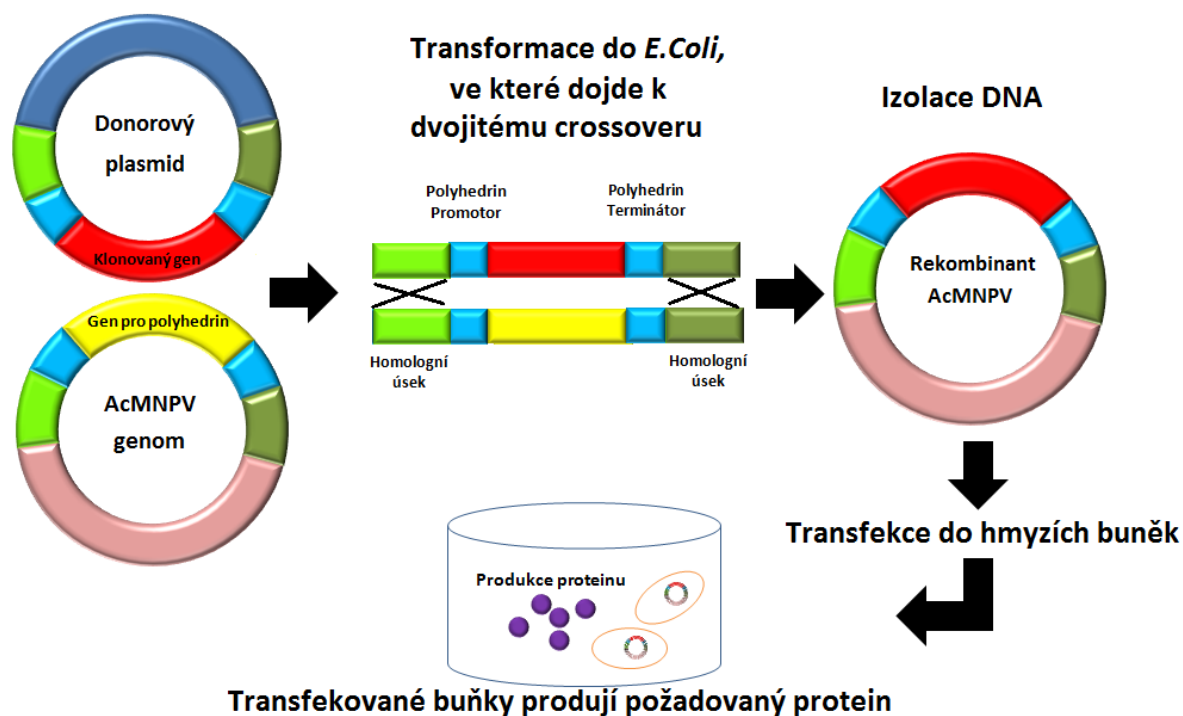 Donorový
plasmid
Klonovaný gen
Gen pro polyhedrin
AcMNPV
genom
Transformace do E.Coli,
ve které dojde k
dvojitému crossoveru
Polyhedrin
Promotor
Polyhedrin
Terminátor
Homologní
úsek
Homologní
úsek
Izolace DNA
Rekombinant
AcMNPV
Transfekce do hmyzích buněk
Produkce proteinu
Transfekované buňky prodují požadovaný protein